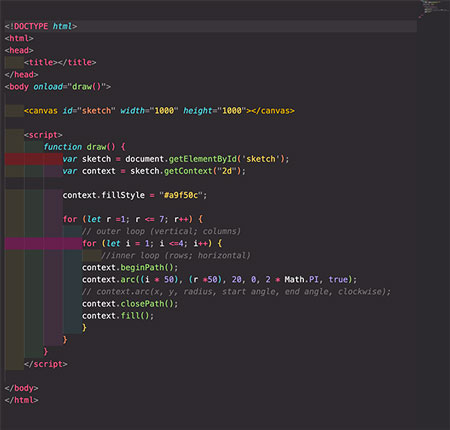 <!DOCTYPE html>
<html>
<head>
    <title></title>
</head>
<body onload="draw()">

    <canvas id="sketch" width="1000" height="1000"></canvas>

    <script>
        function draw() {
            var sketch = document.getElementById('sketch');
            var context = sketch.getContext("2d");

            context.fillStyle = "#a9f50c";

            for (let r =1; r <= 7; r++) {
                // outer loop (vertical; columns)
                for (let i = 1; i <=4; i++) {
                    //inner loop (rows; horizontal)
                context.beginPath();
                context.arc((i * 50), (r *50), 20, 0, 2 * Math.PI, true);
                // context.arc(x, y, radius, start angle, end angle, clockwise);
                context.closePath();
                context.fill();
                }
            }
        }
    </script>

</body>
</html>